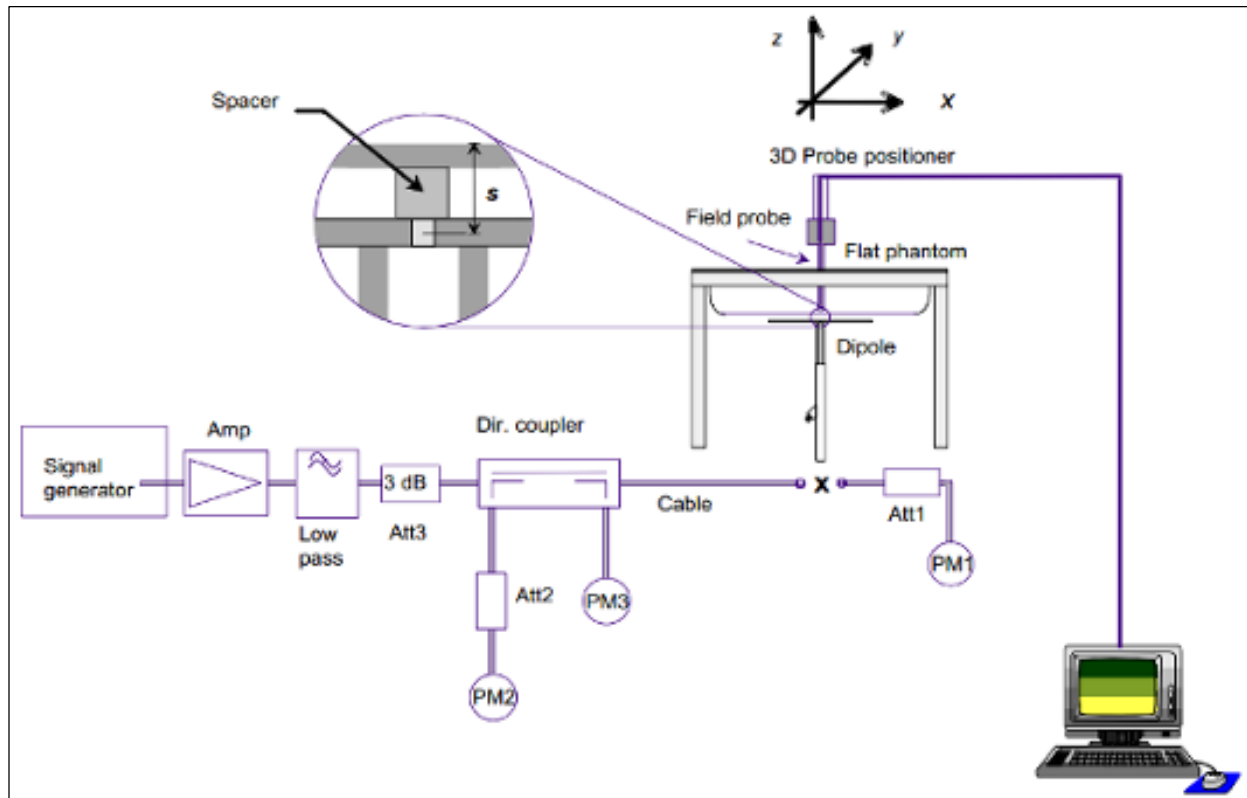 z
y
x
Spacer
s
3D Probe positioner
Field probe
Flat phantom
Dipole
Signal
generator
Amp
Low
pass
3 dB
Att3
Dir. coupler
Cable
X
Att1
PM1
Att2
PM3
PM2